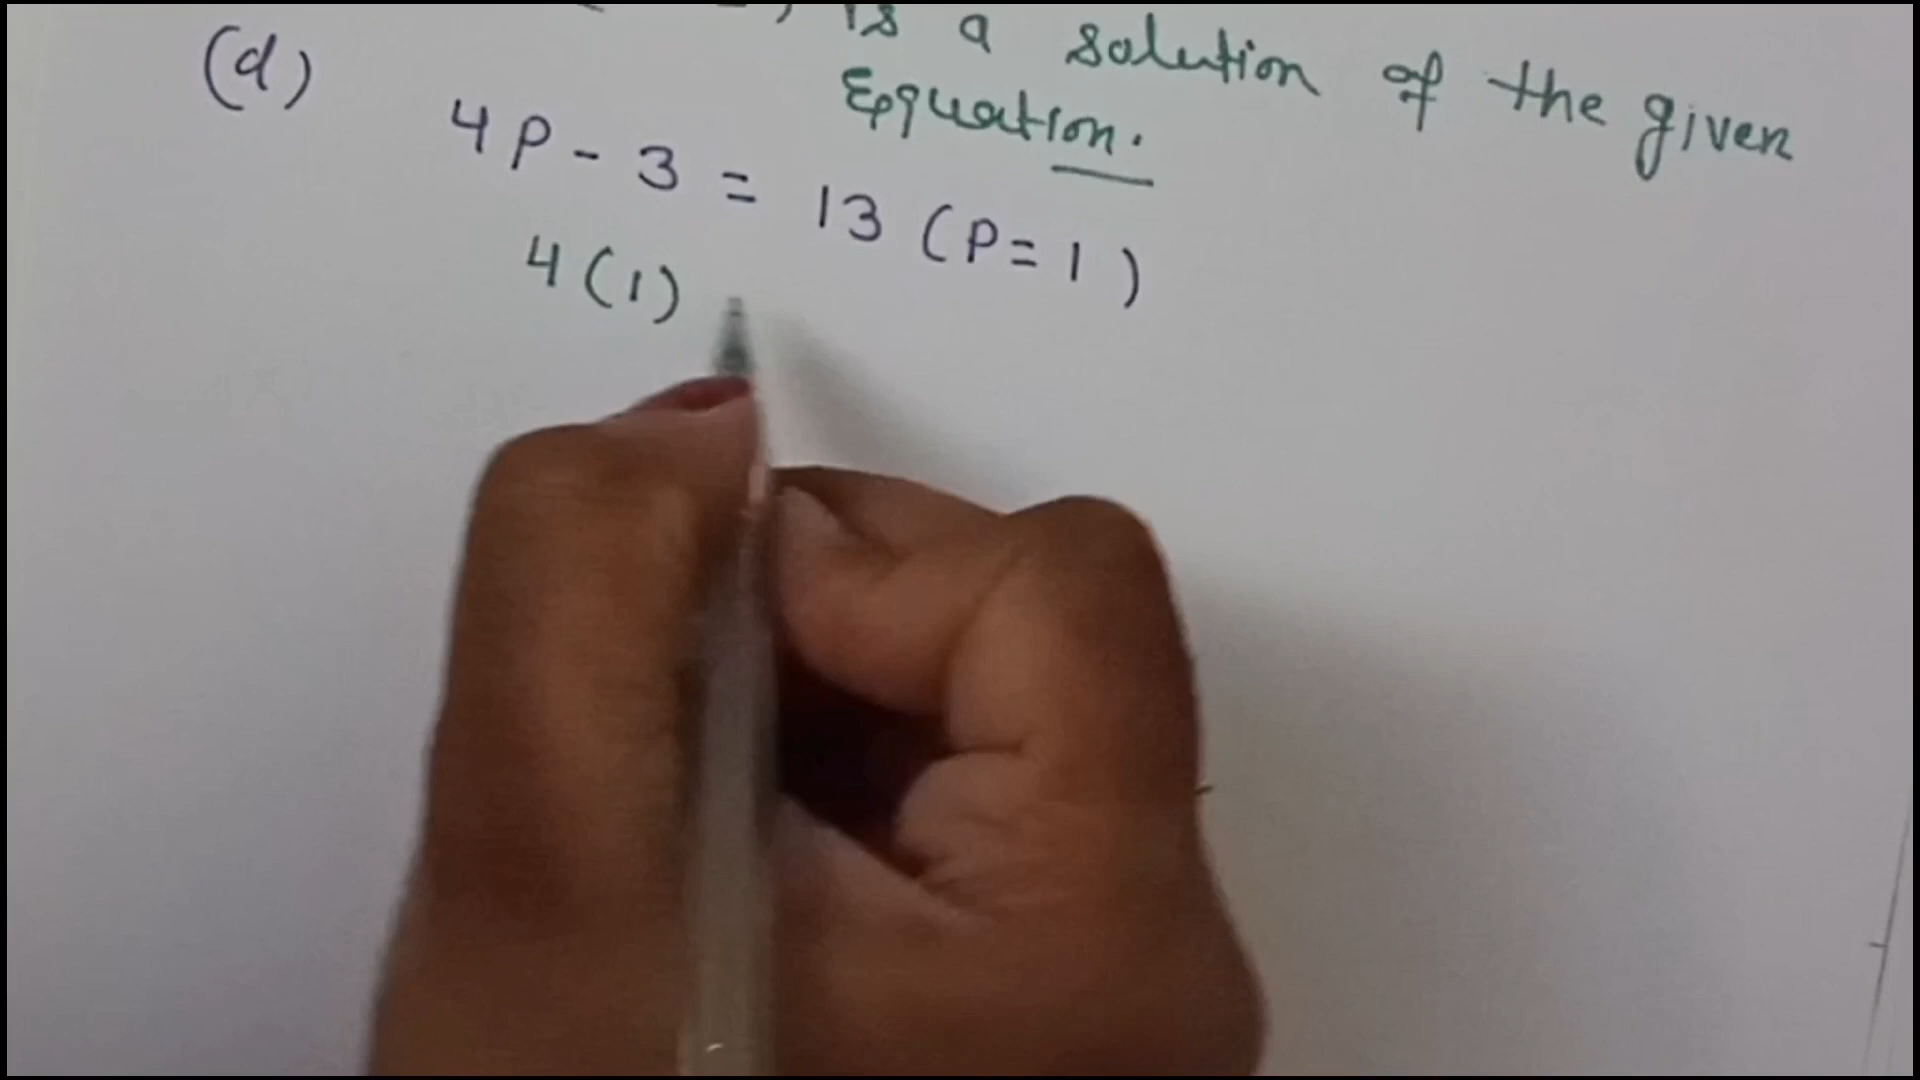 is a solution of the given
Equation.
(d) 4P - 3 = 13 (P = 1)
4(1)